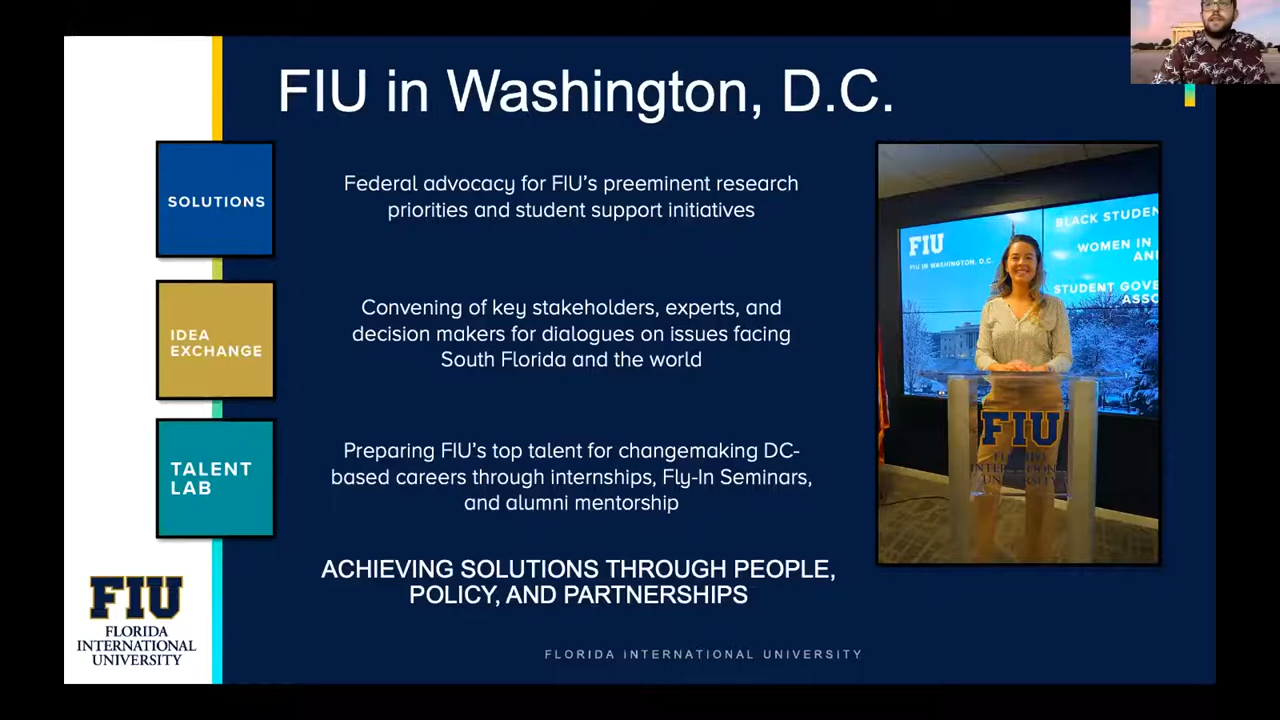 FIU in Washington, D.C.
SOLUTIONS
Federal advocacy for FIU's preeminent research
priorities and student support initiatives
IDEA
EXCHANGE
Convening of key stakeholders, experts, and
decision makers for dialogues on issues facing
South Florida and the world
TALENT
LAB
Preparing FIU's top talent for changemaking DC-
based careers through internships, Fly-In Seminars,
and alumni mentorship
ACHIEVING SOLUTIONS THROUGH PEOPLE,
POLICY, AND PARTNERSHIPS
FIU
FLORIDA
INTERNATIONAL
UNIVERSITY
FLORIDA INTERNATIONAL UNIVERSITY
FIU
FIU IN WASHINGTON, D.C.
BLACK STUDEN
WOMEN IN
AN
STUDENT GOVE
ASSO
FIU
FLORIDA
INTERNATIONAL
UNIVERSITY